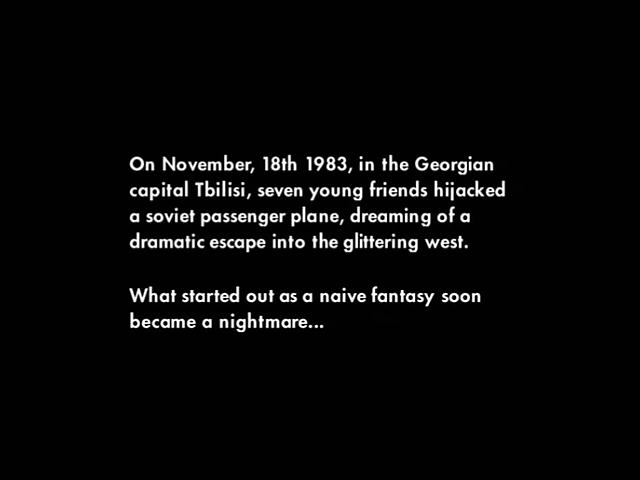 On November, 18th 1983, in the Georgian
capital Tbilisi, seven young friends hijacked
a soviet passenger plane, dreaming of a
dramatic escape into the glittering west.
What started out as a naive fantasy soon
became a nightmare...